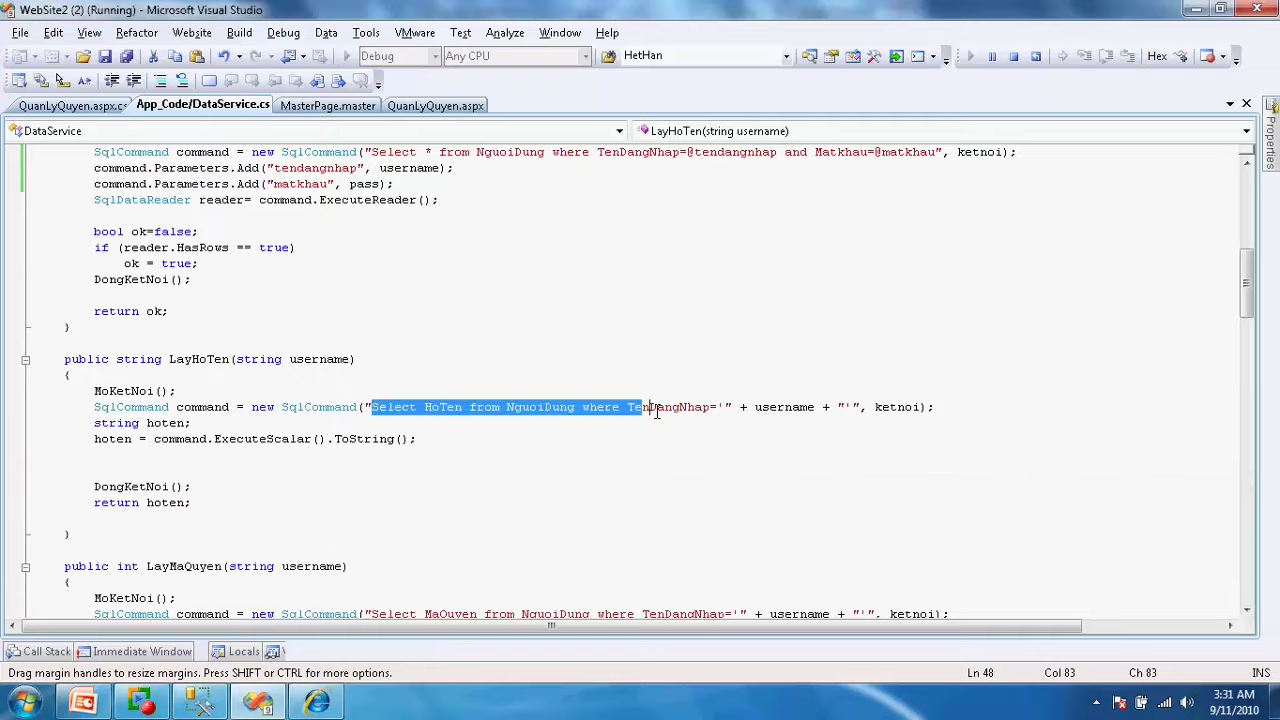 WebSite2 (2) (Running) - Microsoft Visual Studio
File Edit View Refactor Website Build Debug Data Tools VMware Test Analyze Window Help
Debug Any CPU HetHan Hex
QuanLyQuyen.aspx.cs App_Code/DataService.cs MasterPage.master QuanLyQuyen.aspx
DataService LayHoTen(string username)
Properties
SqlCommand command = new SqlCommand("Select * from NguoiDung where TenDangNhap=@tendangnhap and Matkhau=@matkhau", ketnoi);
command.Parameters.Add("tendangnhap", username);
command.Parameters.Add("matkhau", pass);
SqlDataReader reader= command.ExecuteReader();
bool ok=false;
if (reader.HasRows == true)
ok = true;
DongKetNoi();
return ok;
}
public string LayHoTen(string username)
{
MoKetNoi();
SqlCommand command = new SqlCommand("Select HoTen from NguoiDung where TenDangNhap='" + username + "'", ketnoi);
string hoten;
hoten = command.ExecuteScalar().ToString();
DongKetNoi();
return hoten;
}
public int LayMaQuyen(string username)
{
MoKetNoi();
SqlCommand command = new SqlCommand("Select MaQuyen from NguoiDung where TenDangNhap='" + username + "'", ketnoi);
Call Stack Immediate Window Locals
Drag margin handles to resize margins. Press SHIFT or CTRL for more options. Ln 48 Col 83 Ch 83 INS
3:31 AM
9/11/2010